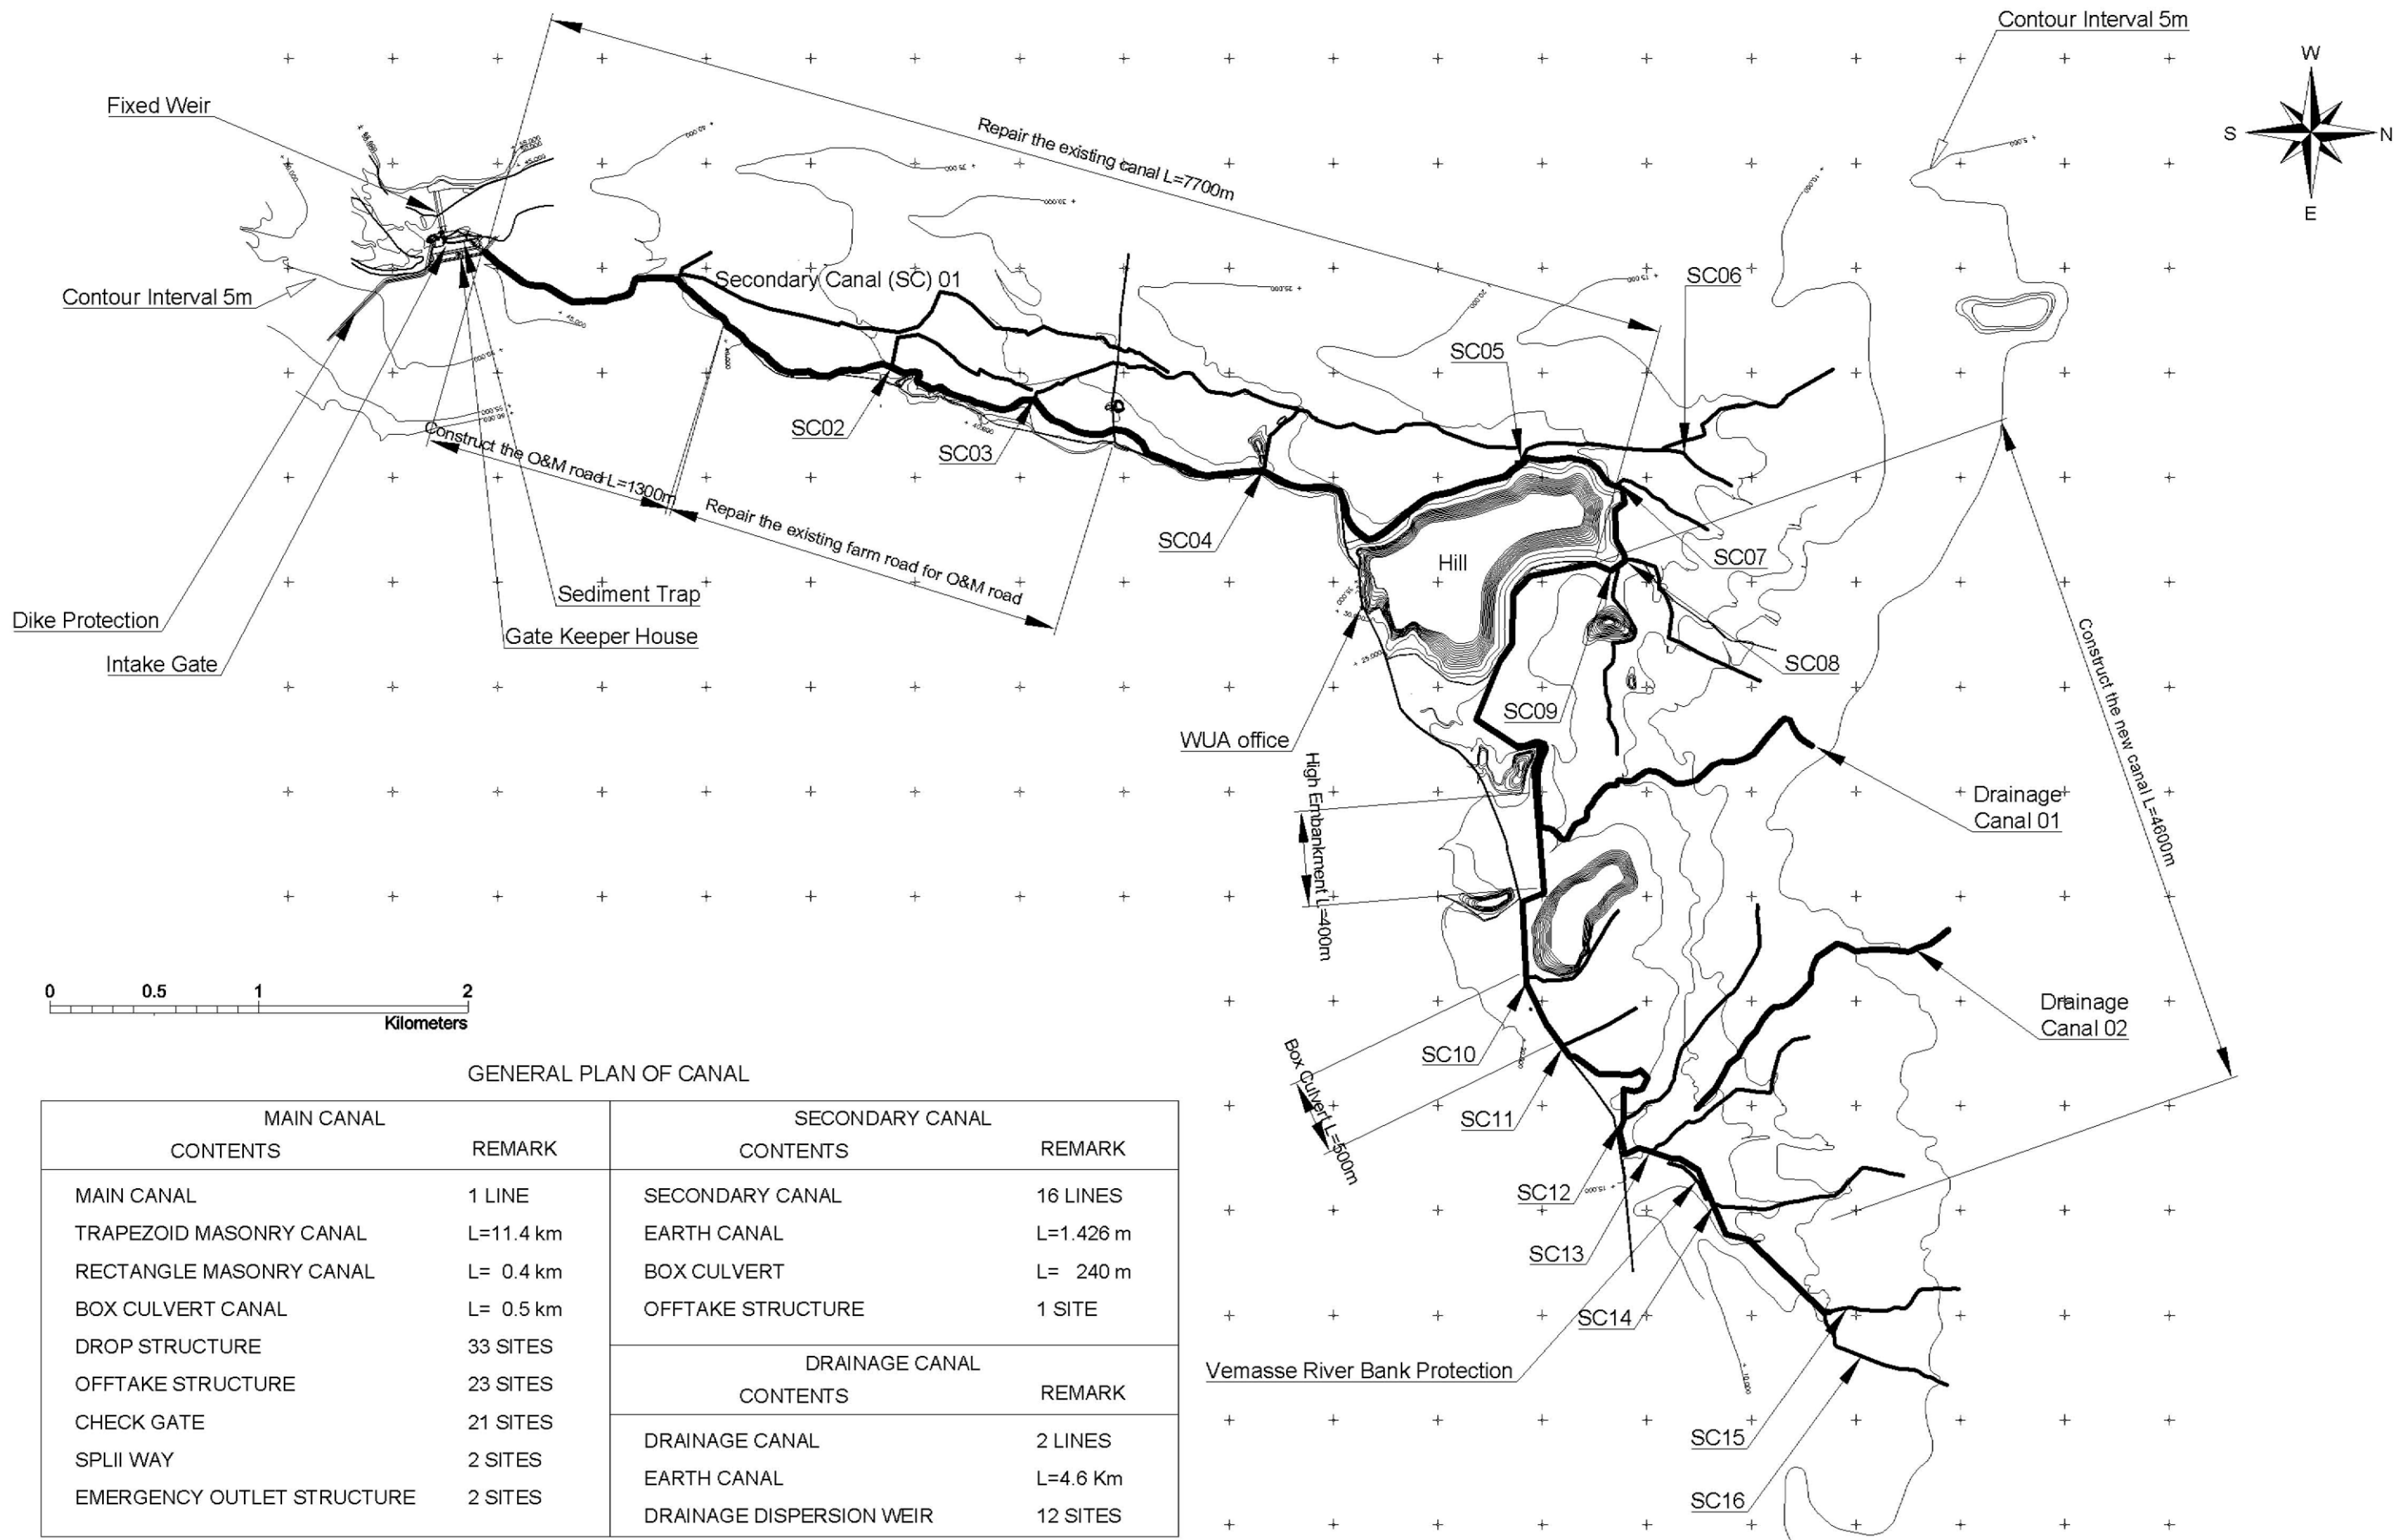 Contour Interval 5m
W
S
N
E
Fixed Weir
Repair the existing canal L=7700m
Contour Interval 5m
Secondary Canal (SC) 01
SC06
SC05
SC02
SC03
Construct the O&M road L=1300m
Repair the existing farm road for O&M road
SC04
Hill
SC07
Sediment Trap
Dike Protection
Gate Keeper House
Intake Gate
SC08
SC09
WUA office
Construct the new canal L=4600m
High Embankment L=400m
Drainage
Canal 01
0 0.5 1 2
Kilometers
Drainage
Canal 02
SC10
Box Culvert L=500m
SC11
SC12
SC13
SC14
Vemasse River Bank Protection
SC15
SC16
GENERAL PLAN OF CANAL
MAIN CANAL
CONTENTS REMARK
MAIN CANAL 1 LINE
TRAPEZOID MASONRY CANAL L=11.4 km
RECTANGLE MASONRY CANAL L= 0.4 km
BOX CULVERT CANAL L= 0.5 km
DROP STRUCTURE 33 SITES
OFFTAKE STRUCTURE 23 SITES
CHECK GATE 21 SITES
SPLII WAY 2 SITES
EMERGENCY OUTLET STRUCTURE 2 SITES
SECONDARY CANAL
CONTENTS REMARK
SECONDARY CANAL 16 LINES
EARTH CANAL L=1.426 m
BOX CULVERT L= 240 m
OFFTAKE STRUCTURE 1 SITE
DRAINAGE CANAL
CONTENTS REMARK
DRAINAGE CANAL 2 LINES
EARTH CANAL L=4.6 Km
DRAINAGE DISPERSION WEIR 12 SITES